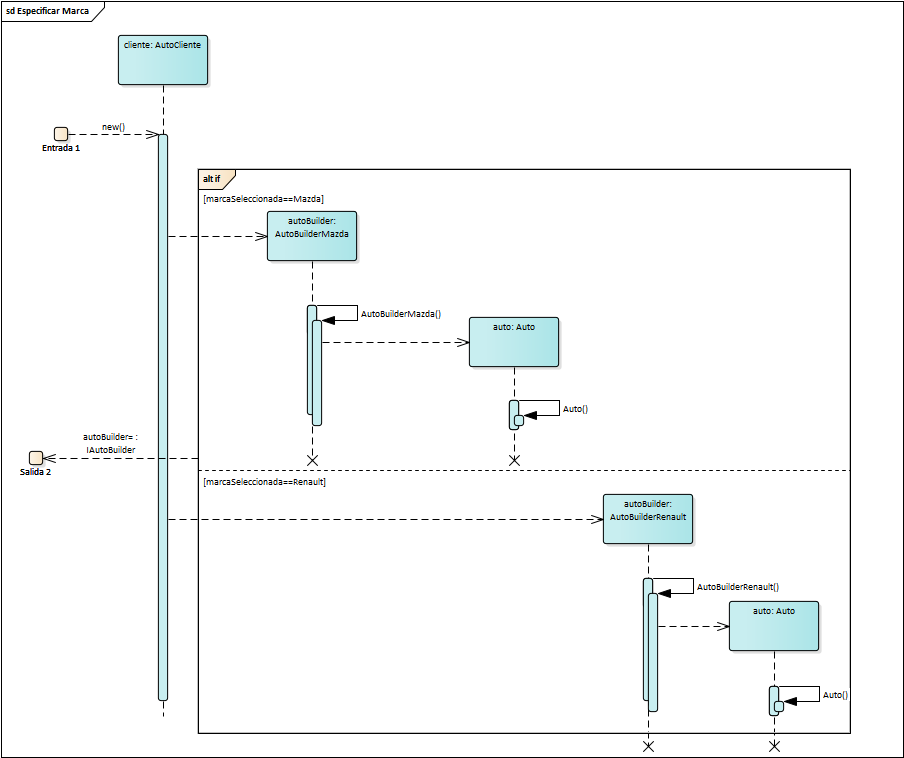 sd Especificar Marca
cliente: AutoCliente
new()
Entrada 1
alt if
[marcaSeleccionada==Mazda]
autoBuilder:
AutoBuilderMazda
AutoBuilderMazda()
auto: Auto
Auto()
autoBuilder= :
IAutoBuilder
Salida 2
[marcaSeleccionada==Renault]
autoBuilder:
AutoBuilderRenault
AutoBuilderRenault()
auto: Auto
Auto()